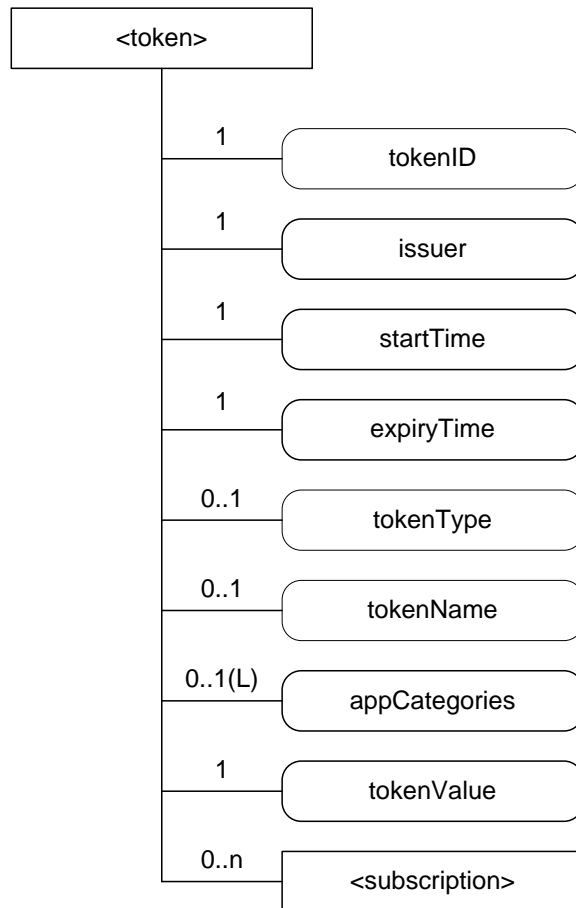 <token>
1
tokenID
1
issuer
1
startTime
1
expiryTime
0..1
tokenType
0..1
tokenName
0..1(L)
appCategories
1
tokenValue
0..n
<subscription>